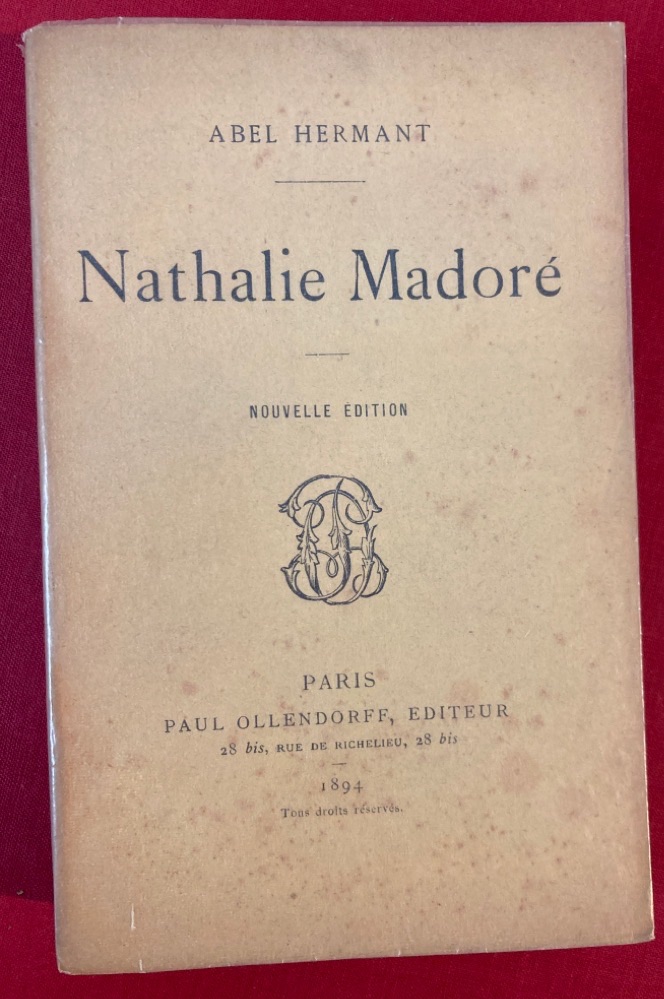 ABEL HERMANT
Nathalie Madoré
NOUVELLE ÉDITION
PARIS
PAUL OLLENDORFF, EDITEUR
28 bis, RUE DE RICHELIEU, 28 bis
1894
Tous droits réservés.